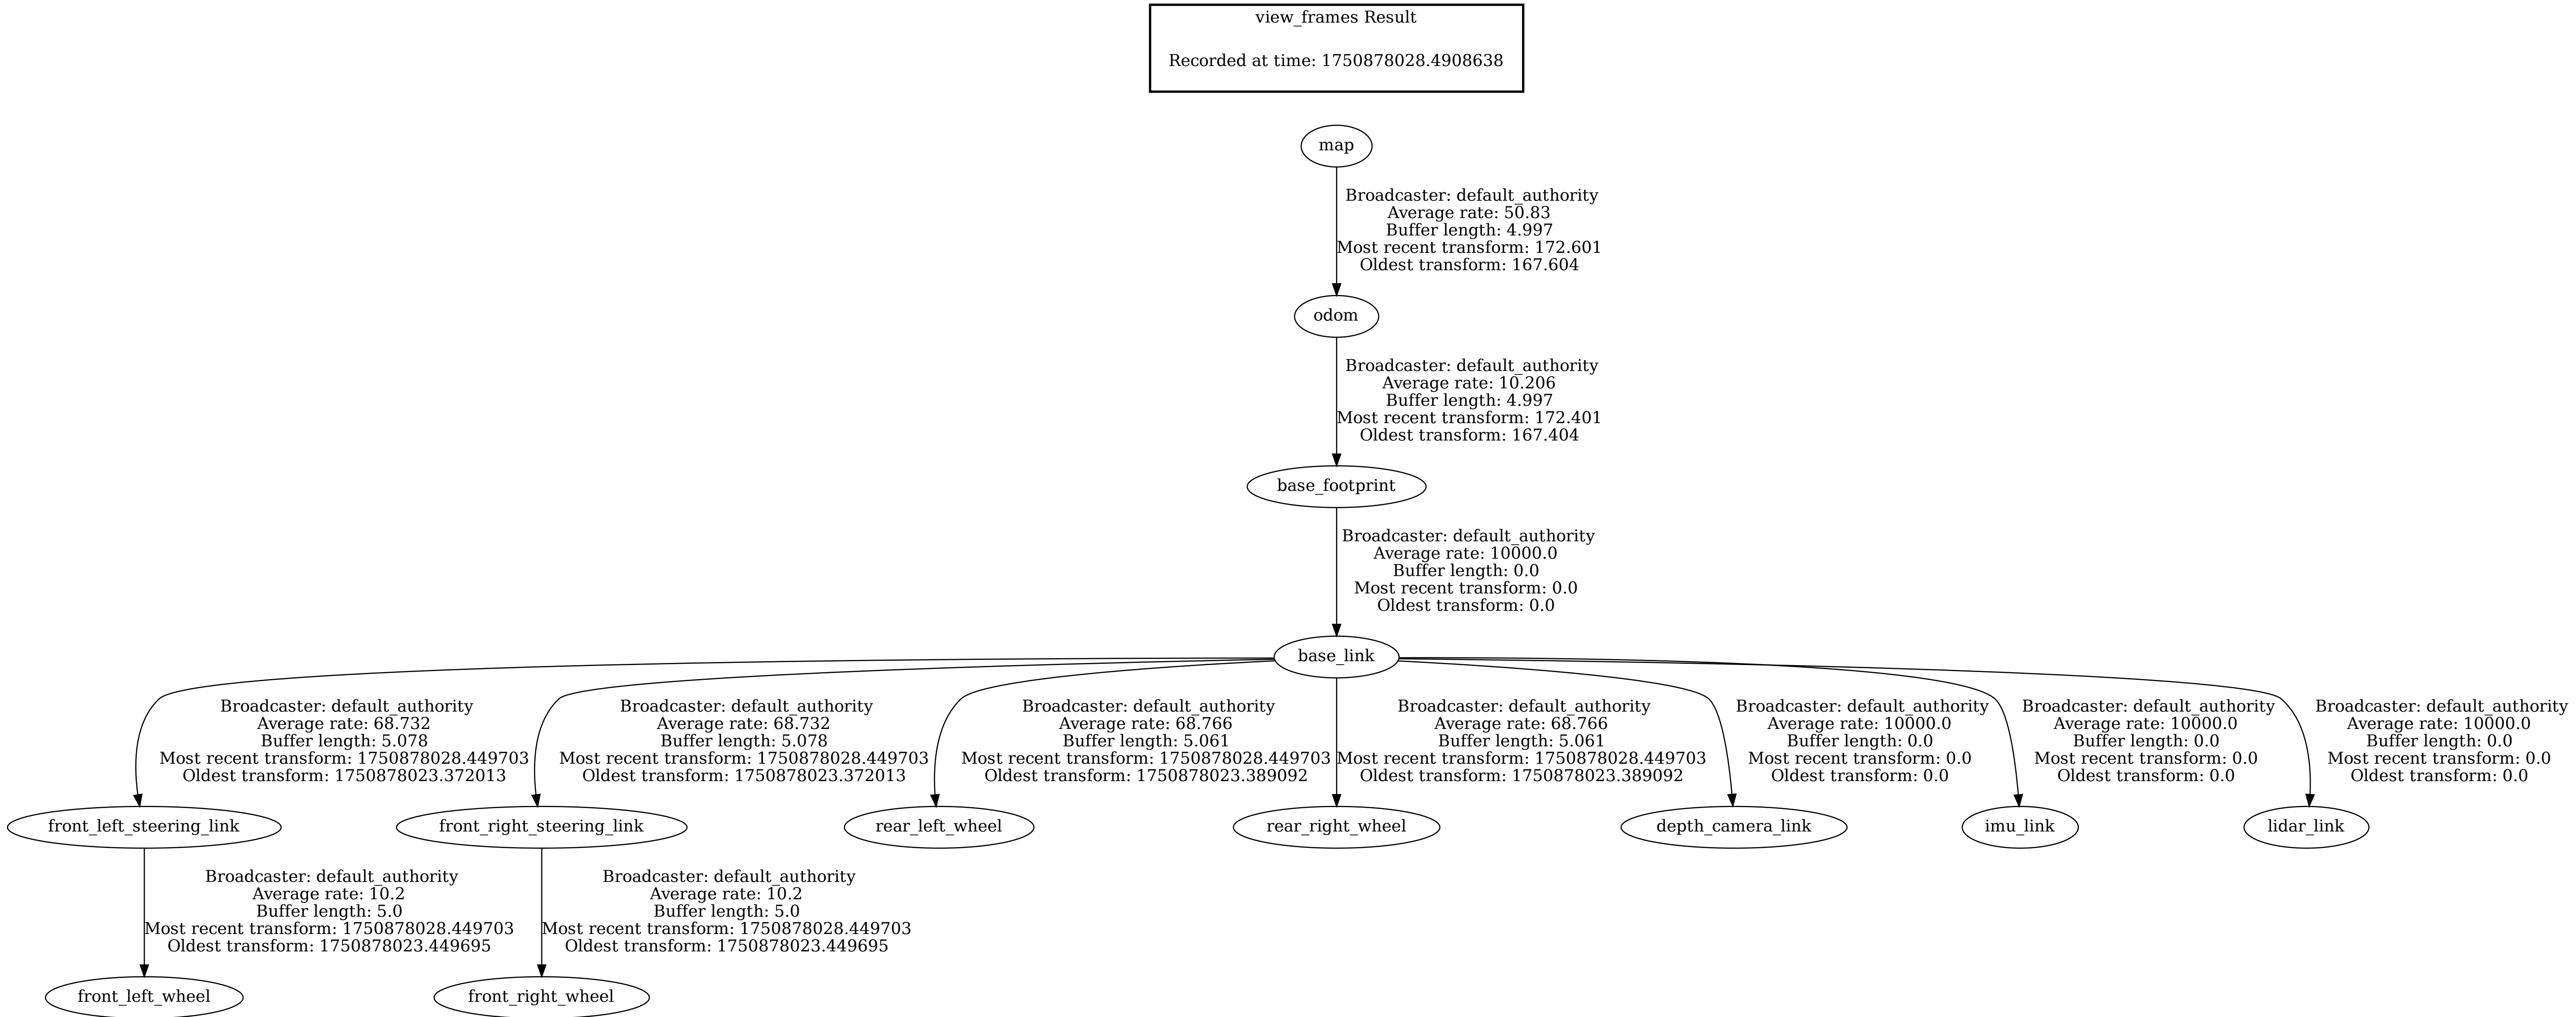 view_frames Result
Recorded at time: 1750878028.4908638
map
Broadcaster: default_authority
Average rate: 50.83
Buffer length: 4.997
Most recent transform: 172.601
Oldest transform: 167.604
odom
Broadcaster: default_authority
Average rate: 10.206
Buffer length: 4.997
Most recent transform: 172.401
Oldest transform: 167.404
base_footprint
Broadcaster: default_authority
Average rate: 10000.0
Buffer length: 0.0
Most recent transform: 0.0
Oldest transform: 0.0
base_link
Broadcaster: default_authority
Average rate: 68.732
Buffer length: 5.078
Most recent transform: 1750878028.449703
Oldest transform: 1750878023.372013
Broadcaster: default_authority
Average rate: 68.732
Buffer length: 5.078
Most recent transform: 1750878028.449703
Oldest transform: 1750878023.372013
Broadcaster: default_authority
Average rate: 68.766
Buffer length: 5.061
Most recent transform: 1750878028.449703
Oldest transform: 1750878023.389092
Broadcaster: default_authority
Average rate: 68.766
Buffer length: 5.061
Most recent transform: 1750878028.449703
Oldest transform: 1750878023.389092
Broadcaster: default_authority
Average rate: 10000.0
Buffer length: 0.0
Most recent transform: 0.0
Oldest transform: 0.0
Broadcaster: default_authority
Average rate: 10000.0
Buffer length: 0.0
Most recent transform: 0.0
Oldest transform: 0.0
Broadcaster: default_authority
Average rate: 10000.0
Buffer length: 0.0
Most recent transform: 0.0
Oldest transform: 0.0
front_left_steering_link
front_right_steering_link
rear_left_wheel
rear_right_wheel
depth_camera_link
imu_link
lidar_link
Broadcaster: default_authority
Average rate: 10.2
Buffer length: 5.0
Most recent transform: 1750878028.449703
Oldest transform: 1750878023.449695
Broadcaster: default_authority
Average rate: 10.2
Buffer length: 5.0
Most recent transform: 1750878028.449703
Oldest transform: 1750878023.449695
front_left_wheel
front_right_wheel